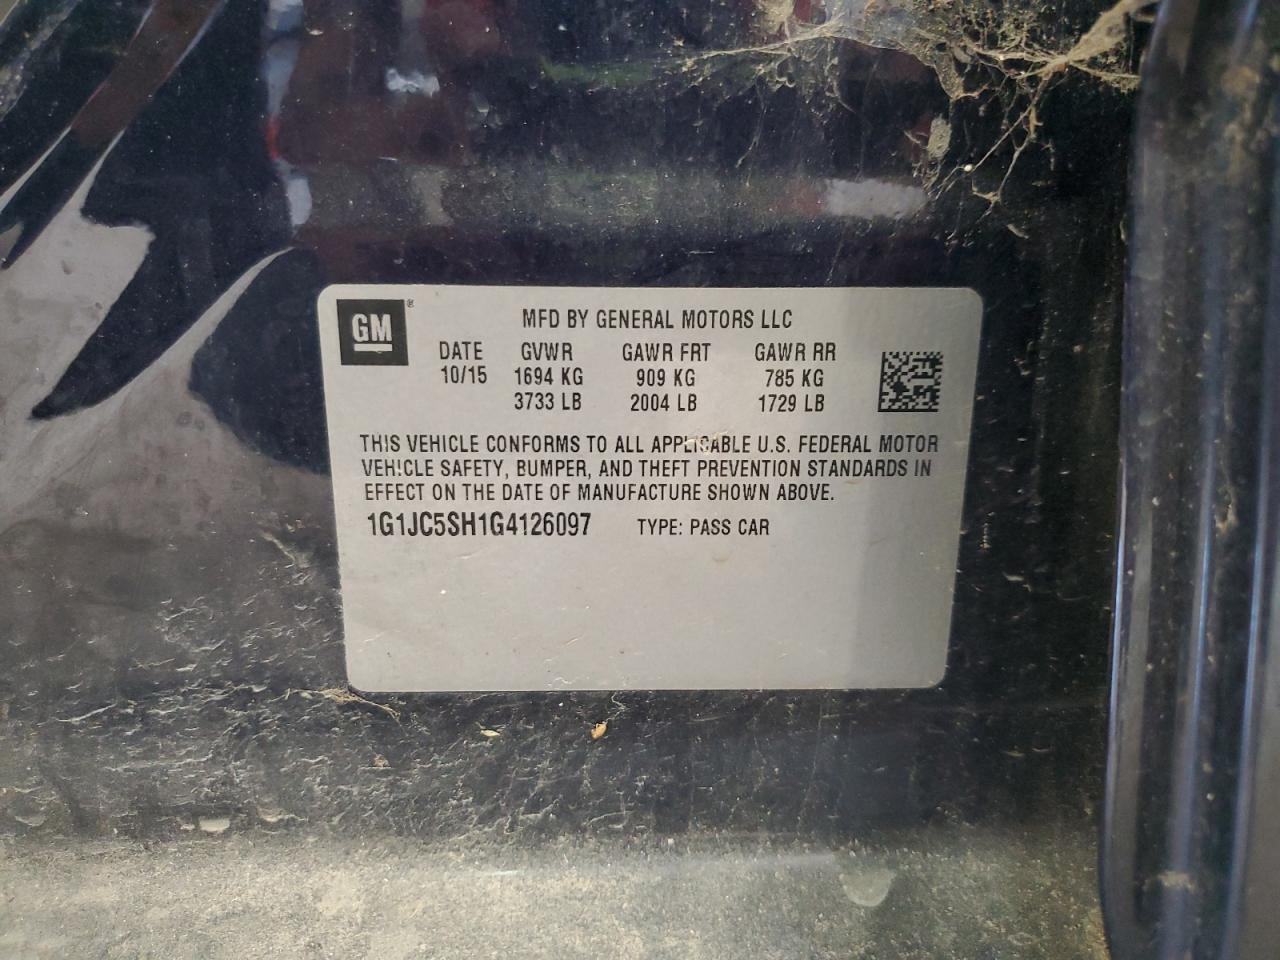 GM ®
MFD BY GENERAL MOTORS LLC
DATE GVWR GAWR FRT GAWR RR
10/15 1694 KG 909 KG 785 KG
3733 LB 2004 LB 1729 LB
THIS VEHICLE CONFORMS TO ALL APPLICABLE U.S. FEDERAL MOTOR
VEHICLE SAFETY, BUMPER, AND THEFT PREVENTION STANDARDS IN
EFFECT ON THE DATE OF MANUFACTURE SHOWN ABOVE.
1G1JC5SH1G4126097 TYPE: PASS CAR